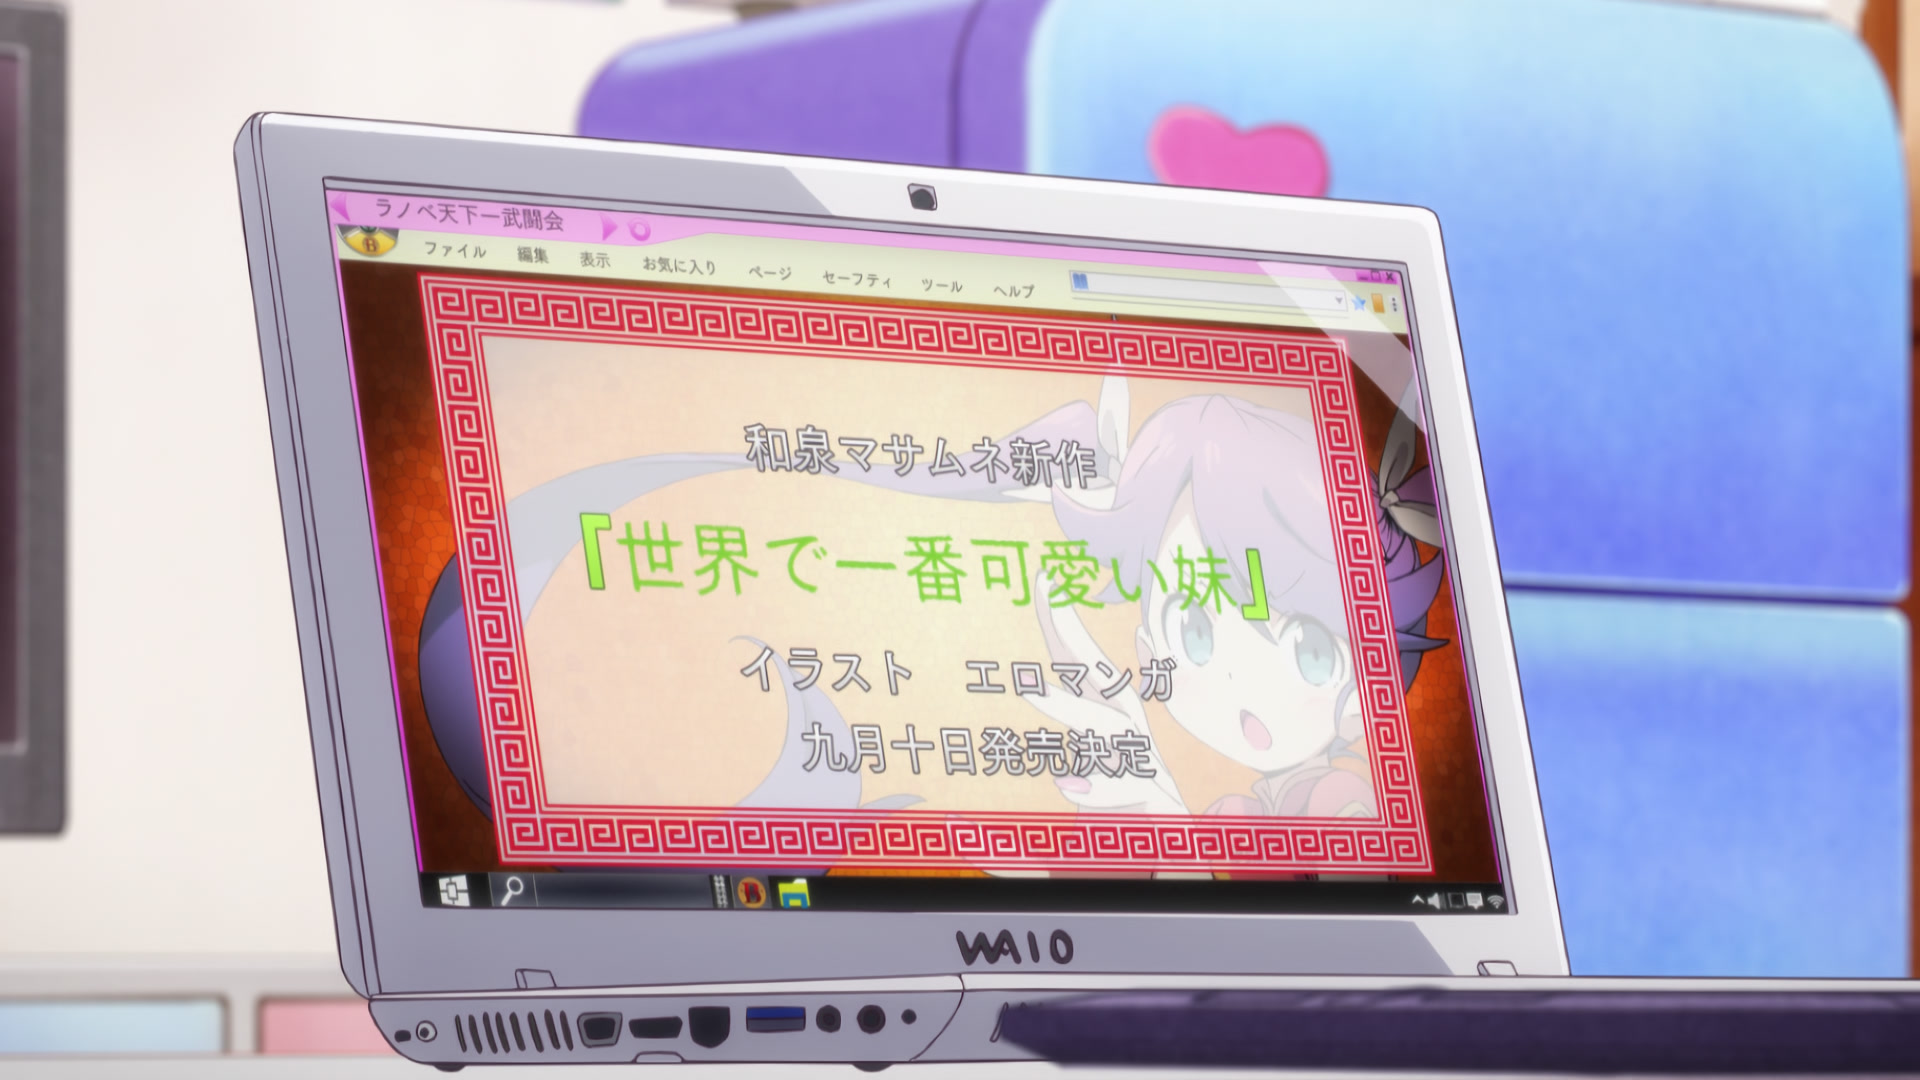 ラノベ天下一武闘会
B
ファイル 編集 表示 お気に入り ページ セーフティ ツール ヘルプ
和泉マサムネ新作
『世界で一番可愛い妹』
イラスト　エロマンガ
九月十日発売決定
WAIO